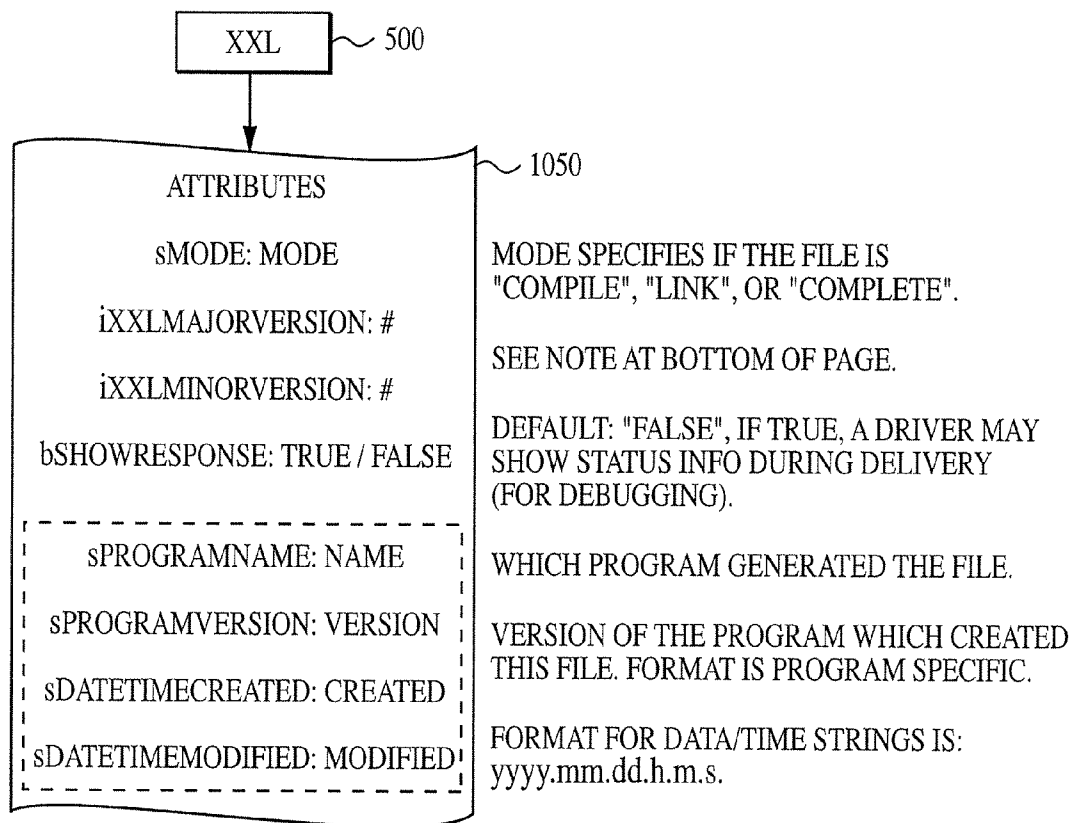 XXL
500
1050
ATTRIBUTES
sMODE: MODE
iXXLMAJORVERSION: #
iXXLMINORVERSION: #
bSHOWRESPONSE: TRUE / FALSE
sPROGRAMNAME: NAME
sPROGRAMVERSION: VERSION
sDATETIMECREATED: CREATED
sDATETIMEMODIFIED: MODIFIED
MODE SPECIFIES IF THE FILE IS
"COMPILE", "LINK", OR "COMPLETE".
SEE NOTE AT BOTTOM OF PAGE.
DEFAULT: "FALSE", IF TRUE, A DRIVER MAY
SHOW STATUS INFO DURING DELIVERY
(FOR DEBUGGING).
WHICH PROGRAM GENERATED THE FILE.
VERSION OF THE PROGRAM WHICH CREATED
THIS FILE. FORMAT IS PROGRAM SPECIFIC.
FORMAT FOR DATA/TIME STRINGS IS:
yyyy.mm.dd.h.m.s.